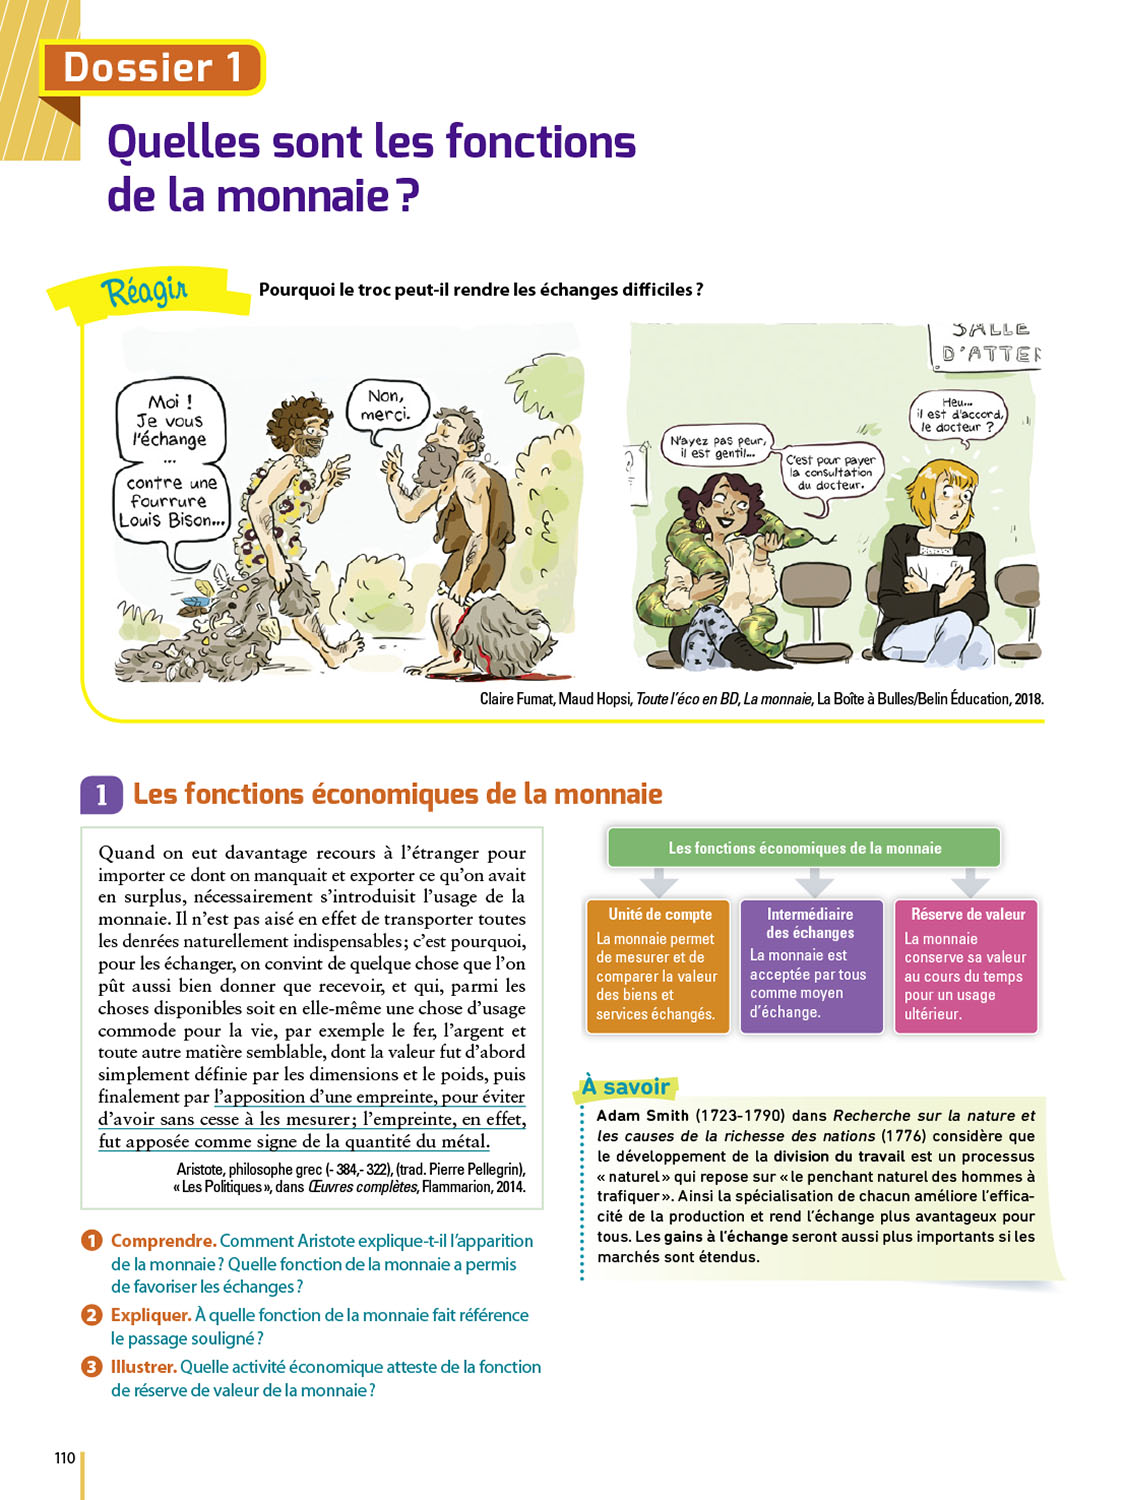 Dossier 1
Quelles sont les fonctions
de la monnaie ?
Réagir
Pourquoi le troc peut-il rendre les échanges difficiles ?
Moi !
Je vous
l'échange
...
contre une
fourrure
Louis Bison...
Non,
merci.
SALLE
D'ATTE
N'ayez pas peur,
il est gentil...
C'est pour payer
la consultation
du docteur.
Heu...
il est d'accord,
le docteur ?
Claire Fumat, Maud Hopsi, Toute l'éco en BD, La monnaie, La Boîte à Bulles/Belin Éducation, 2018.
1 Les fonctions économiques de la monnaie
Quand on eut davantage recours à l'étranger pour
importer ce dont on manquait et exporter ce qu'on avait
en surplus, nécessairement s'introduisit l'usage de la
monnaie. Il n'est pas aisé en effet de transporter toutes
les denrées naturellement indispensables ; c'est pourquoi,
pour les échanger, on convint de quelque chose que l'on
pût aussi bien donner que recevoir, et qui, parmi les
choses disponibles soit en elle-même une chose d'usage
commode pour la vie, par exemple le fer, l'argent et
toute autre matière semblable, dont la valeur fut d'abord
simplement définie par les dimensions et le poids, puis
finalement par l'apposition d'une empreinte, pour éviter
d'avoir sans cesse à les mesurer ; l'empreinte, en effet,
fut apposée comme signe de la quantité du métal.
Aristote, philosophe grec (- 384,- 322), (trad. Pierre Pellegrin),
« Les Politiques », dans Œuvres complètes, Flammarion, 2014.
1 Comprendre. Comment Aristote explique-t-il l'apparition
de la monnaie ? Quelle fonction de la monnaie a permis
de favoriser les échanges ?
2 Expliquer. À quelle fonction de la monnaie fait référence
le passage souligné ?
3 Illustrer. Quelle activité économique atteste de la fonction
de réserve de valeur de la monnaie ?
Les fonctions économiques de la monnaie
Unité de compte
La monnaie permet
de mesurer et de
comparer la valeur
des biens et
services échangés.
Intermédiaire
des échanges
La monnaie est
acceptée par tous
comme moyen
d'échange.
Réserve de valeur
La monnaie
conserve sa valeur
au cours du temps
pour un usage
ultérieur.
À savoir
Adam Smith (1723-1790) dans Recherche sur la nature et
les causes de la richesse des nations (1776) considère que
le développement de la division du travail est un processus
« naturel » qui repose sur « le penchant naturel des hommes à
trafiquer ». Ainsi la spécialisation de chacun améliore l'effica-
cité de la production et rend l'échange plus avantageux pour
tous. Les gains à l'échange seront aussi plus importants si les
marchés sont étendus.
110